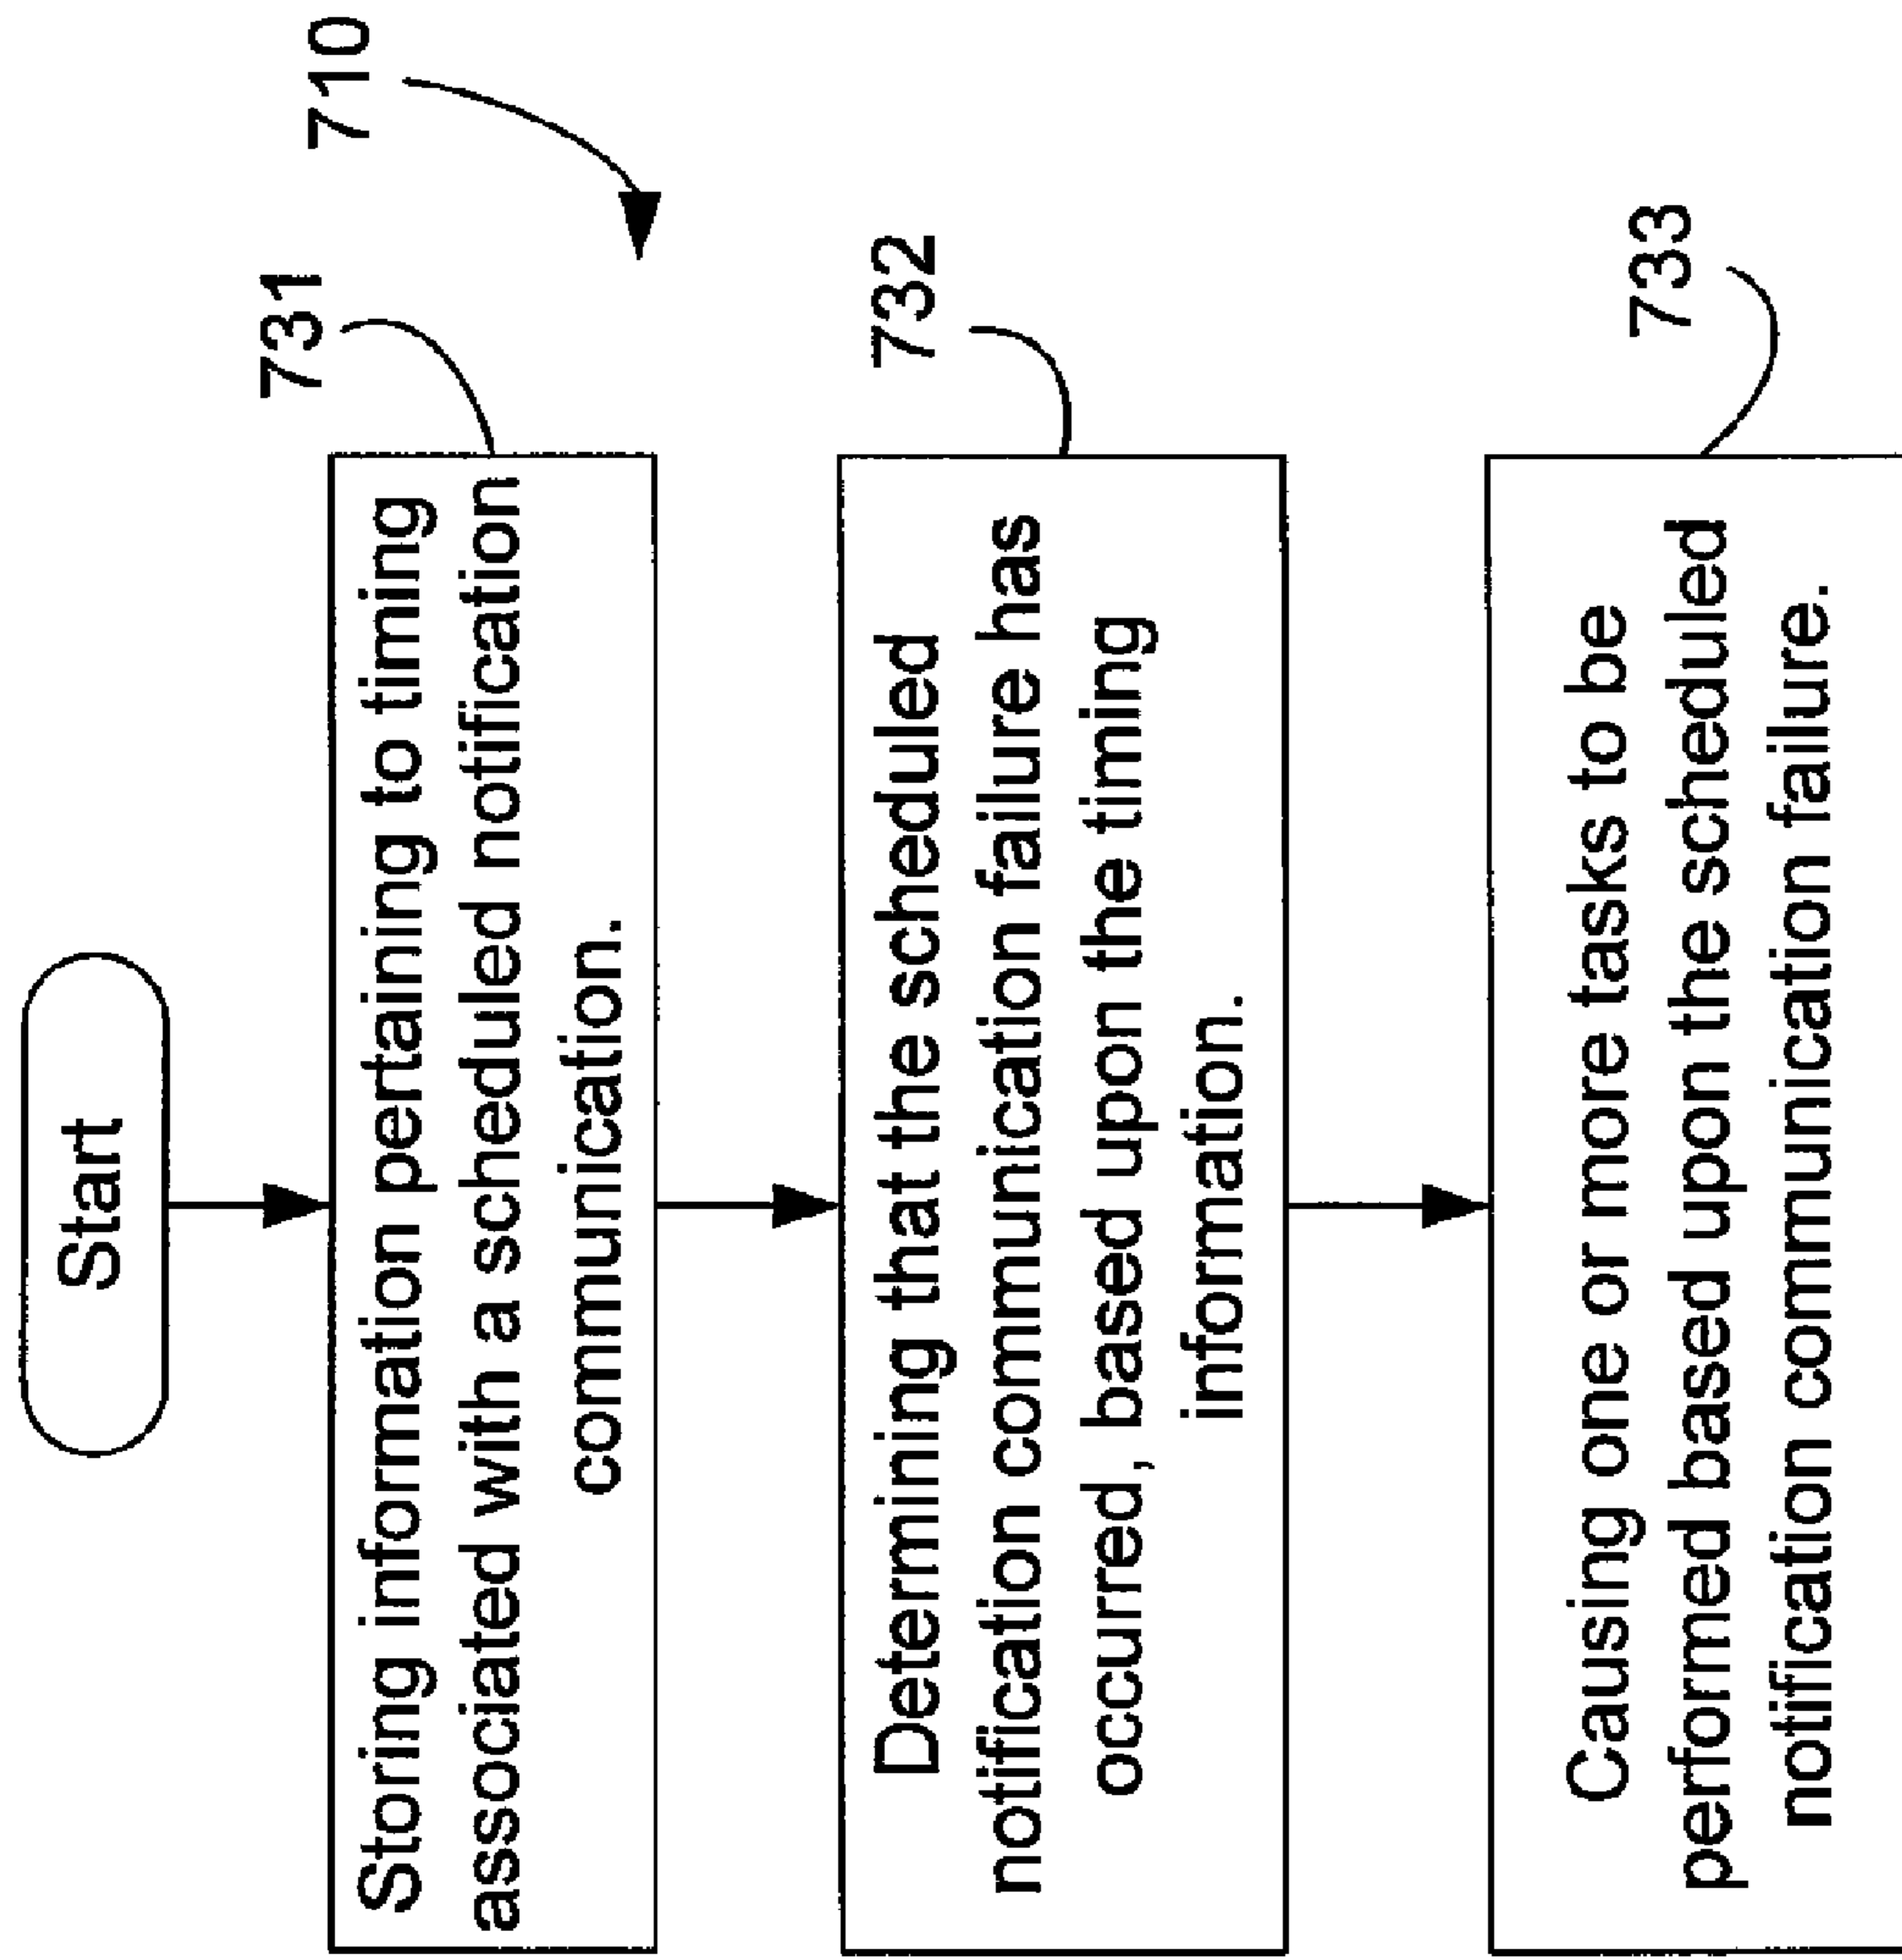 Start
710
731
Storing information pertaining to timing
associated with a scheduled notification
communication.
732
Determining that the scheduled
notification communication failure has
occurred, based upon the timing
information.
733
Causing one or more tasks to be
performed based upon the scheduled
notification communication failure.